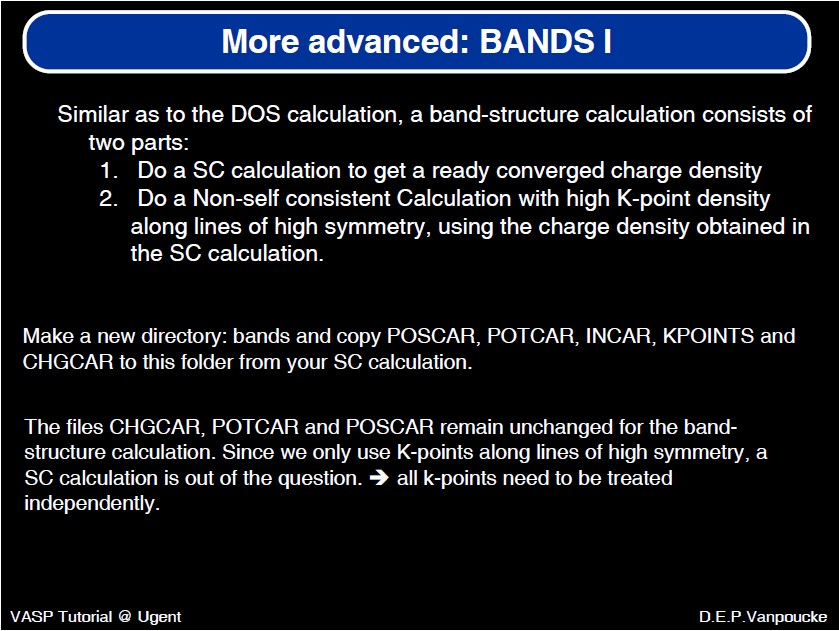 More advanced: BANDS I
Similar as to the DOS calculation, a band-structure calculation consists of
two parts:
1. Do a SC calculation to get a ready converged charge density
2. Do a Non-self consistent Calculation with high K-point density
along lines of high symmetry, using the charge density obtained in
the SC calculation.
Make a new directory: bands and copy POSCAR, POTCAR, INCAR, KPOINTS and
CHGCAR to this folder from your SC calculation.
The files CHGCAR, POTCAR and POSCAR remain unchanged for the band-
structure calculation. Since we only use K-points along lines of high symmetry, a
SC calculation is out of the question. ➔ all k-points need to be treated
independently.
VASP Tutorial @ Ugent
D.E.P.Vanpoucke